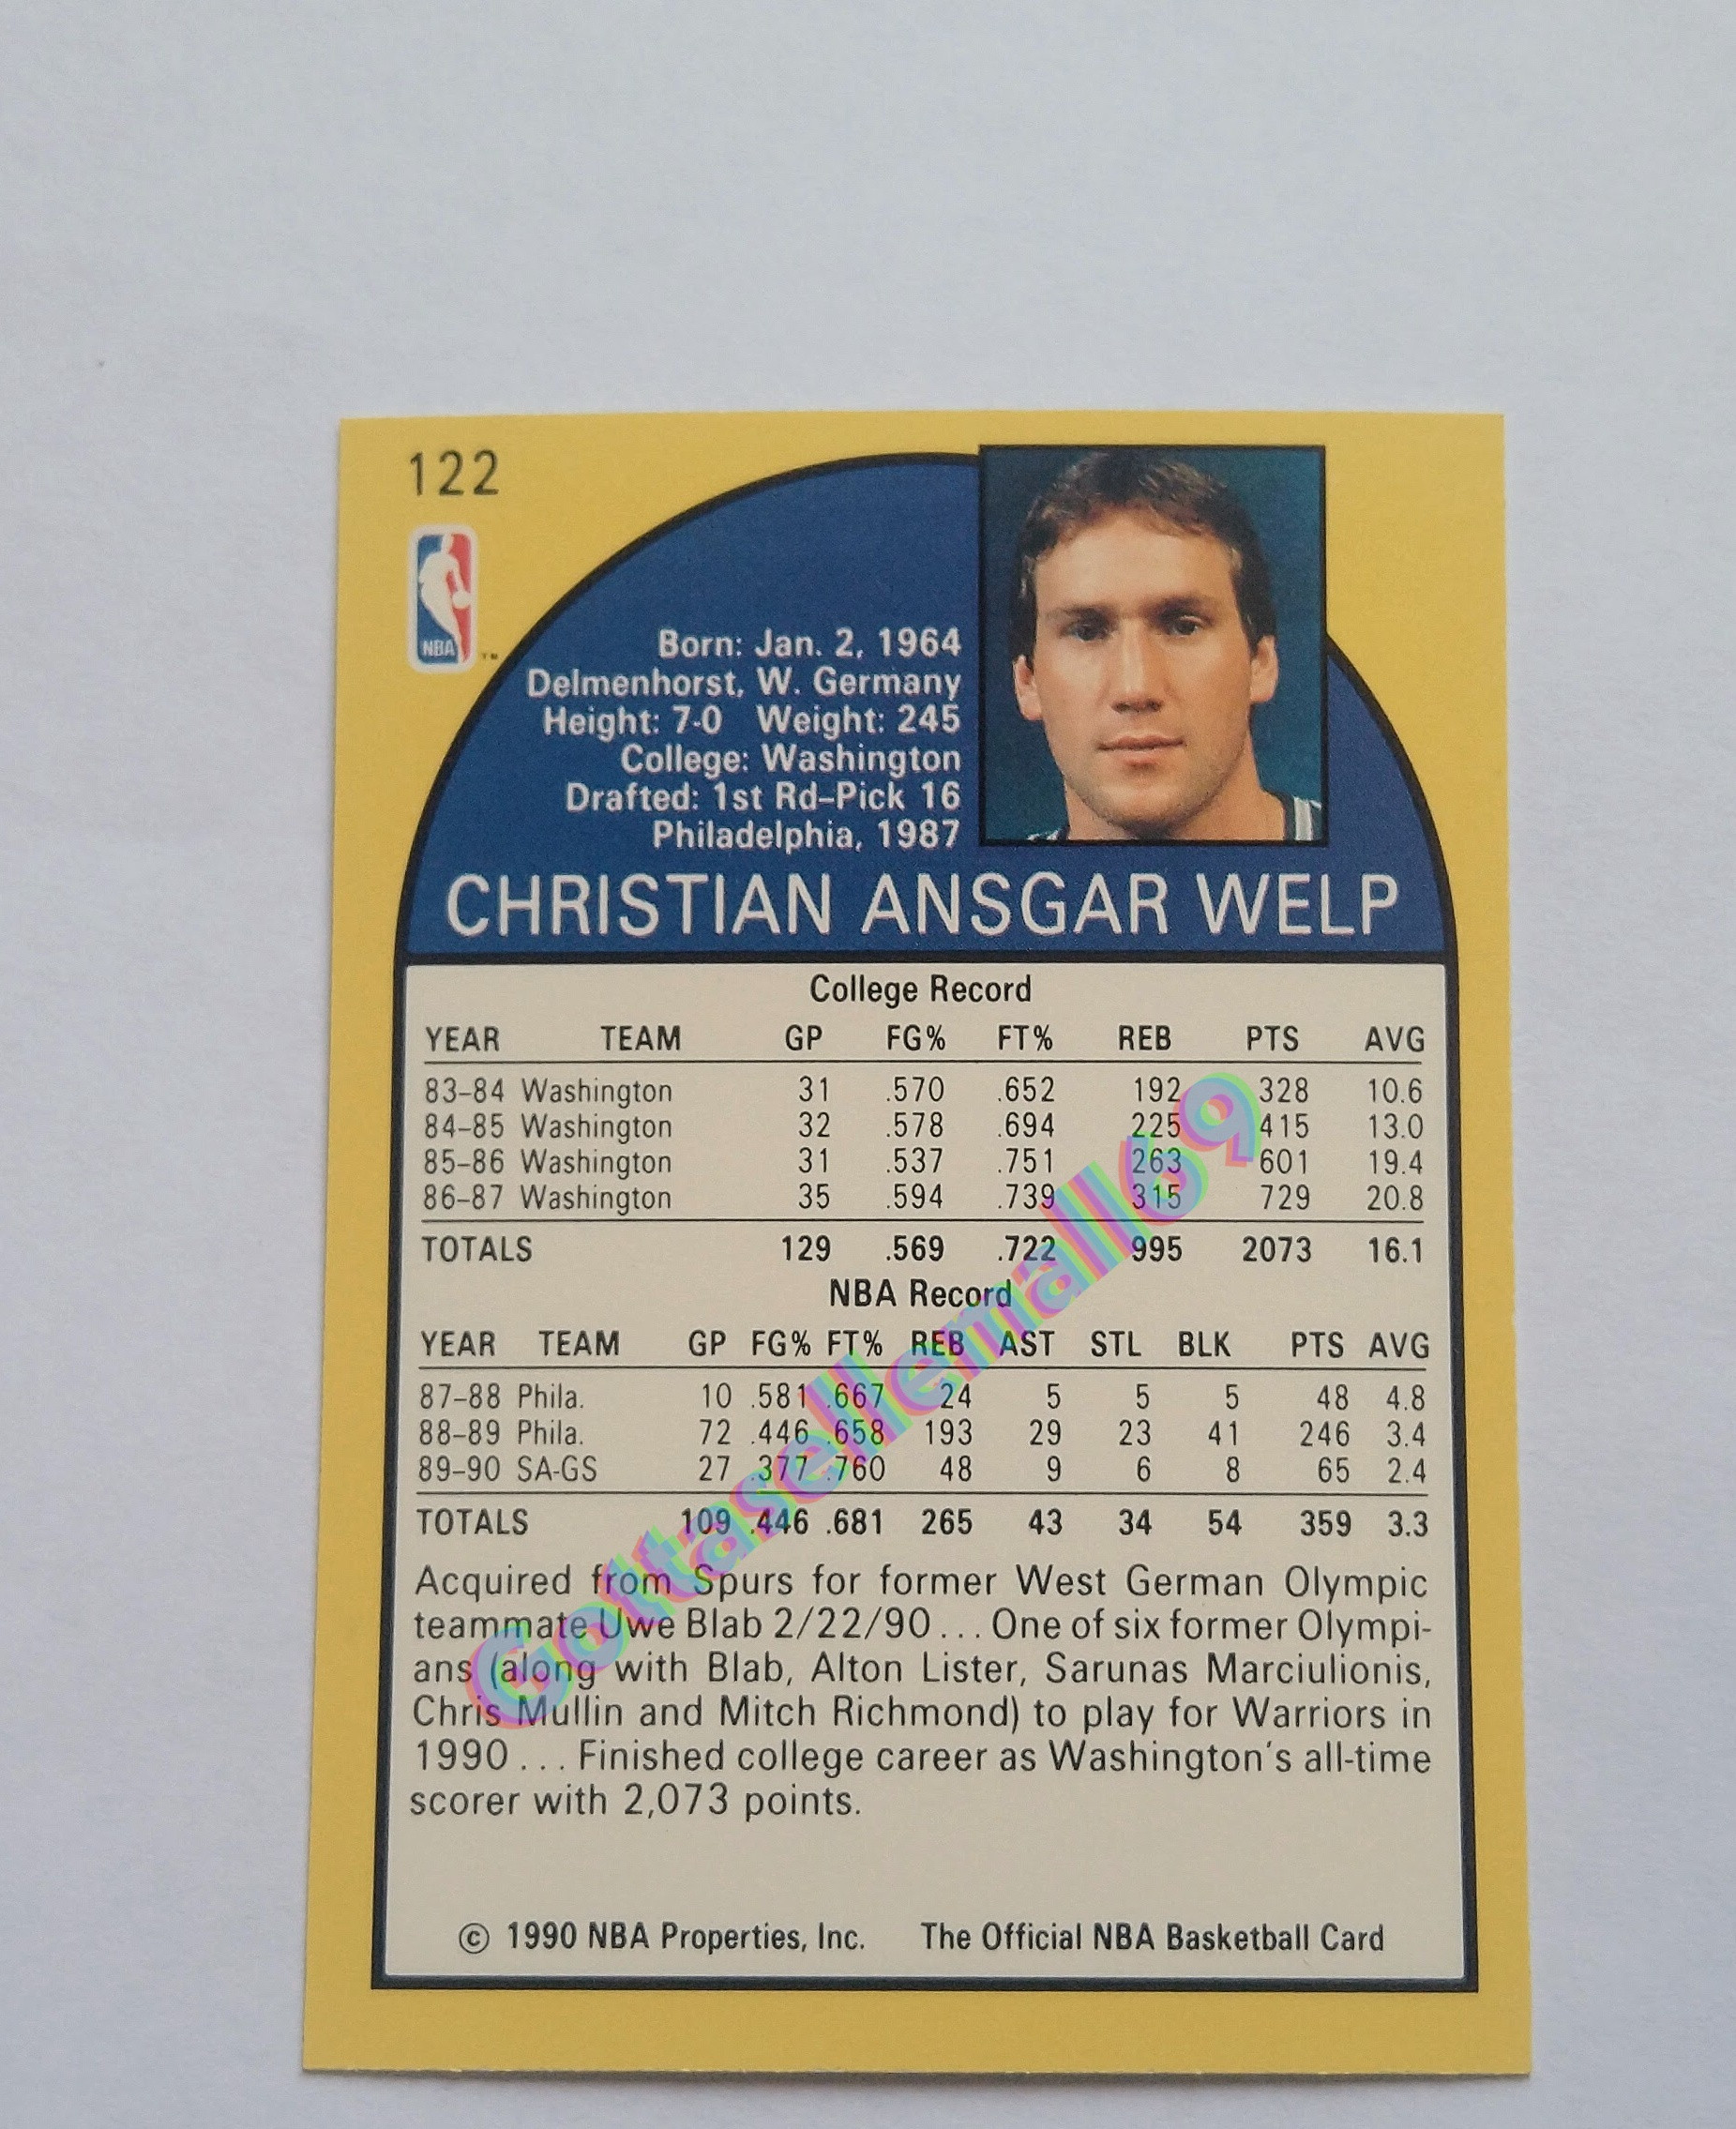 122
NBA
TM
Born: Jan. 2, 1964
Delmenhorst, W. Germany
Height: 7-0 Weight: 245
College: Washington
Drafted: 1st Rd–Pick 16
Philadelphia, 1987
CHRISTIAN ANSGAR WELP
College Record
YEAR TEAM GP FG% FT% REB PTS AVG
83–84 Washington 31 .570 .652 192 328 10.6
84–85 Washington 32 .578 .694 225 415 13.0
85–86 Washington 31 .537 .751 263 601 19.4
86–87 Washington 35 .594 .739 315 729 20.8
TOTALS 129 .569 .722 995 2073 16.1
NBA Record
YEAR TEAM GP FG% FT% REB AST STL BLK PTS AVG
87–88 Phila. 10 .581 .667 24 5 5 5 48 4.8
88–89 Phila. 72 .446 .658 193 29 23 41 246 3.4
89–90 SA-GS 27 .377 .760 48 9 6 8 65 2.4
TOTALS 109 .446 .681 265 43 34 54 359 3.3
Acquired from Spurs for former West German Olympic
teammate Uwe Blab 2/22/90 . . . One of six former Olympi-
ans (along with Blab, Alton Lister, Sarunas Marciulionis,
Chris Mullin and Mitch Richmond) to play for Warriors in
1990 . . . Finished college career as Washington's all-time
scorer with 2,073 points.
© 1990 NBA Properties, Inc. The Official NBA Basketball Card
Gottasellemall69